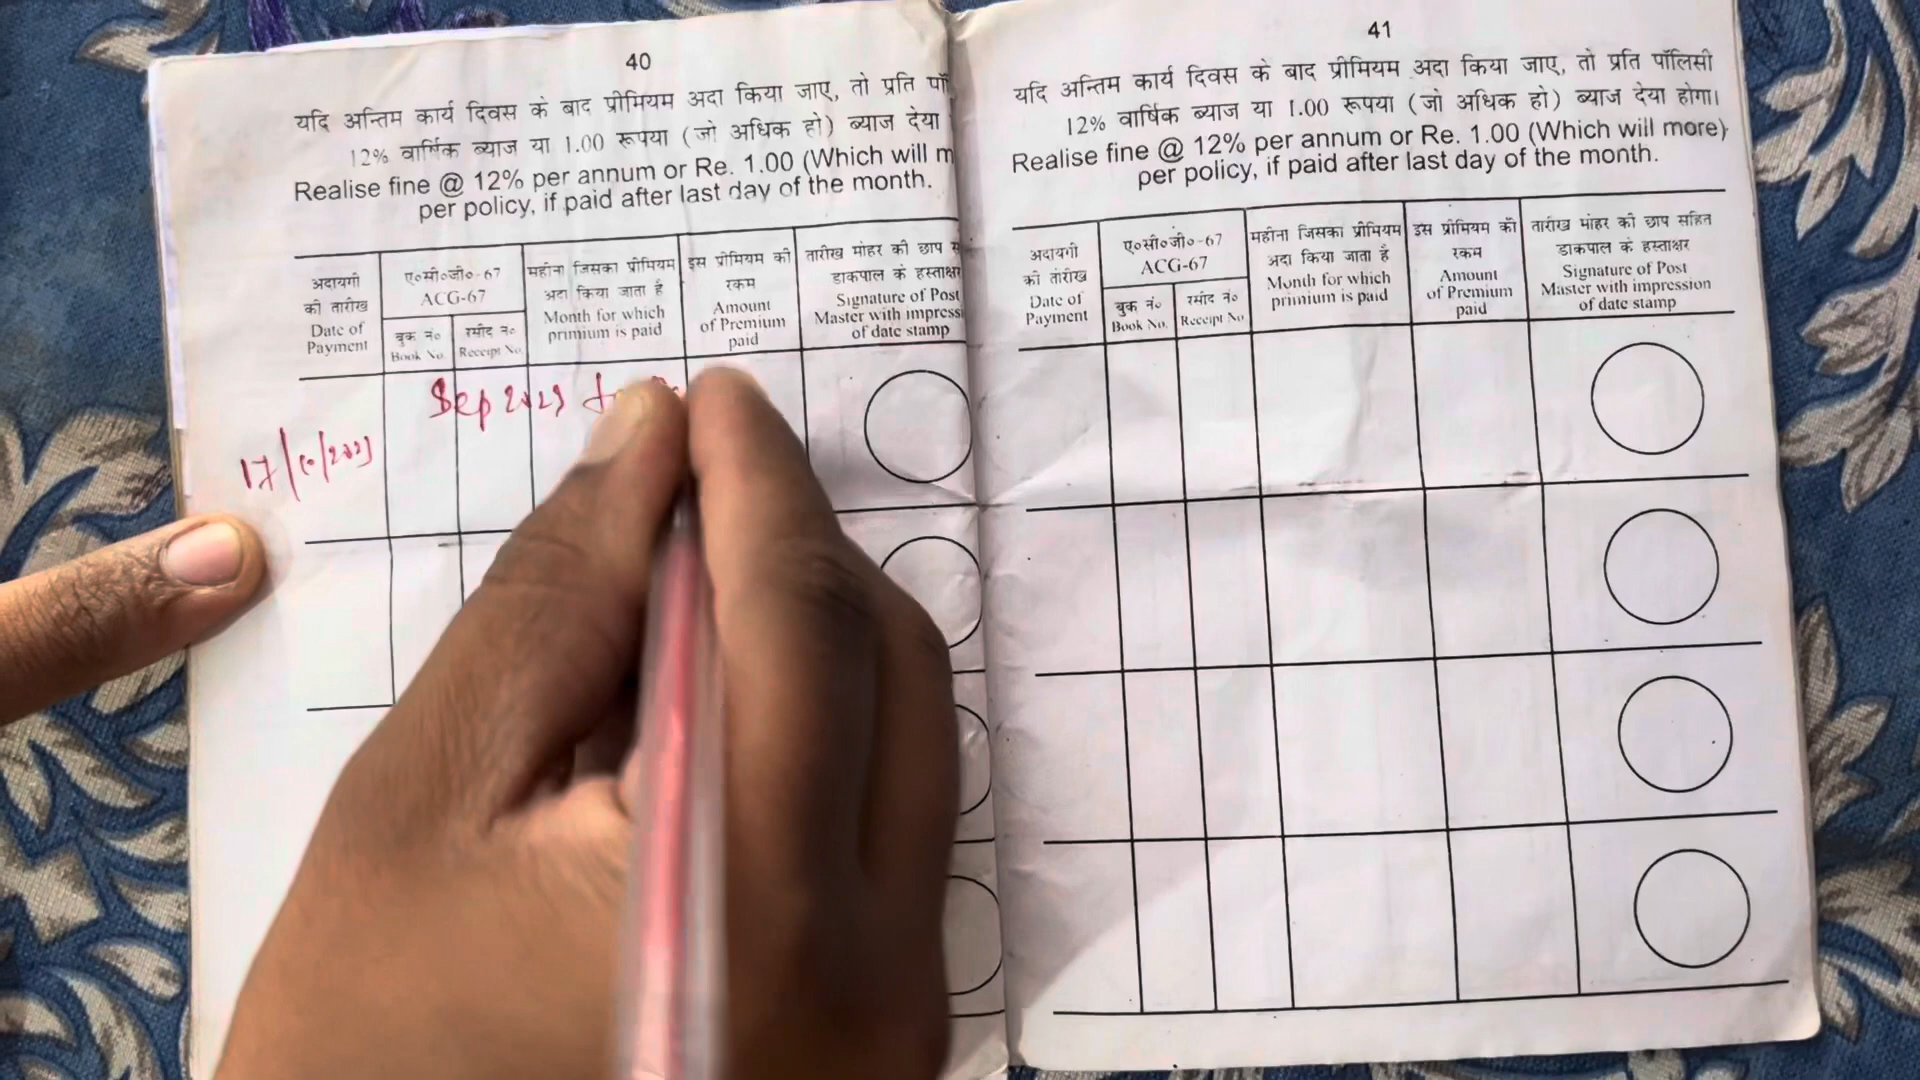 40
यदि अन्तिम कार्य दिवस के बाद प्रीमियम अदा किया जाए, तो प्रति
12% वार्षिक ब्याज या 1.00 रूपया (जो अधिक हो) ब्याज देया
Realise fine @ 12% per annum or Re. 1.00 (Which will
per policy, if paid after last day of the month.
अदायगी
की तारीख
Date of
Payment
ए०सी०जी०-67
ACG-67
बुक नं०
Book No.
रसीद नं०
Receipt No.
महीना जिसका प्रीमियम
अदा किया जाता है
Month for which
primium is paid
इस प्रीमियम की
रकम
Amount
of Premium
paid
तारीख मोहर की छाप
डाकपाल के हस्ताक्षर
Signature of Post
Master with
of date stamp
Sep 2023
17/10/2023
41
यदि अन्तिम कार्य दिवस के बाद प्रीमियम अदा किया जाए, तो प्रति पॉलिसी
12% वार्षिक ब्याज या 1.00 रूपया (जो अधिक हो) ब्याज देया होगा।
Realise fine @ 12% per annum or Re. 1.00 (Which will more)
per policy, if paid after last day of the month.
अदायगी
की तारीख
Date of
Payment
ए०सी०जी०-67
ACG-67
बुक नं०
Book No.
रसीद नं०
Receipt No.
महीना जिसका प्रीमियम
अदा किया जाता है
Month for which
primium is paid
इस प्रीमियम की
रकम
Amount
of Premium
paid
तारीख मोहर की छाप सहित
डाकपाल के हस्ताक्षर
Signature of Post
Master with impression
of date stamp